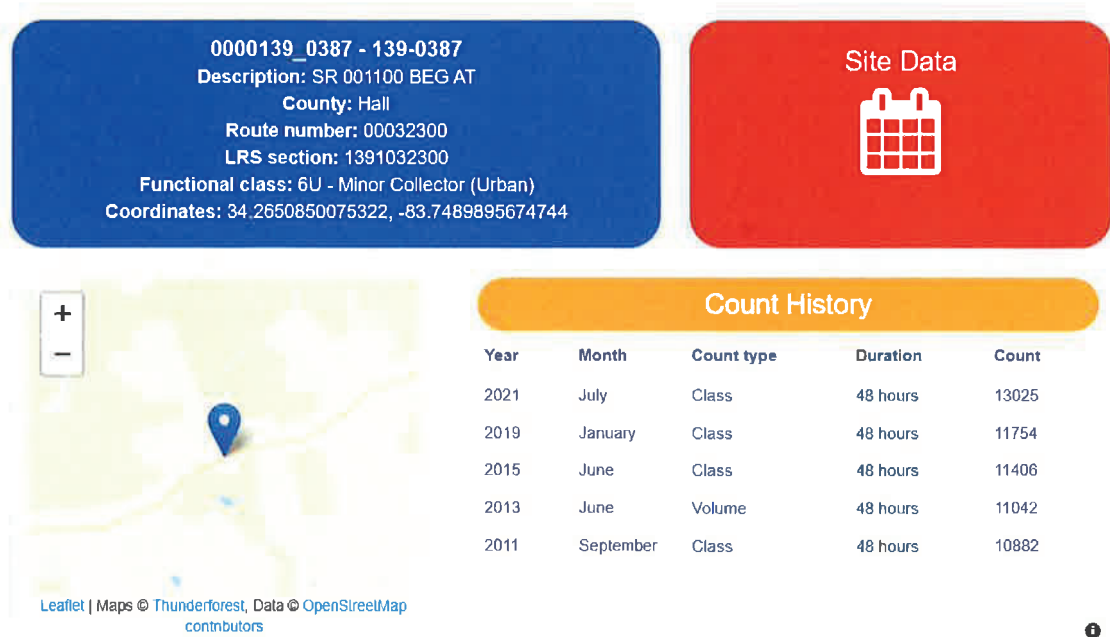 0000139_0387 - 139-0387
Description: SR 001100 BEG AT
County: Hall
Route number: 00032300
LRS section: 1391032300
Functional class: 6U - Minor Collector (Urban)
Coordinates: 34.2650850075322, -83.7489895674744
Site Data
+
−
Leaflet | Maps © Thunderforest, Data © OpenStreetMap
contributors
Count History
Year Month Count type Duration Count
2021 July Class 48 hours 13025
2019 January Class 48 hours 11754
2015 June Class 48 hours 11406
2013 June Volume 48 hours 11042
2011 September Class 48 hours 10882